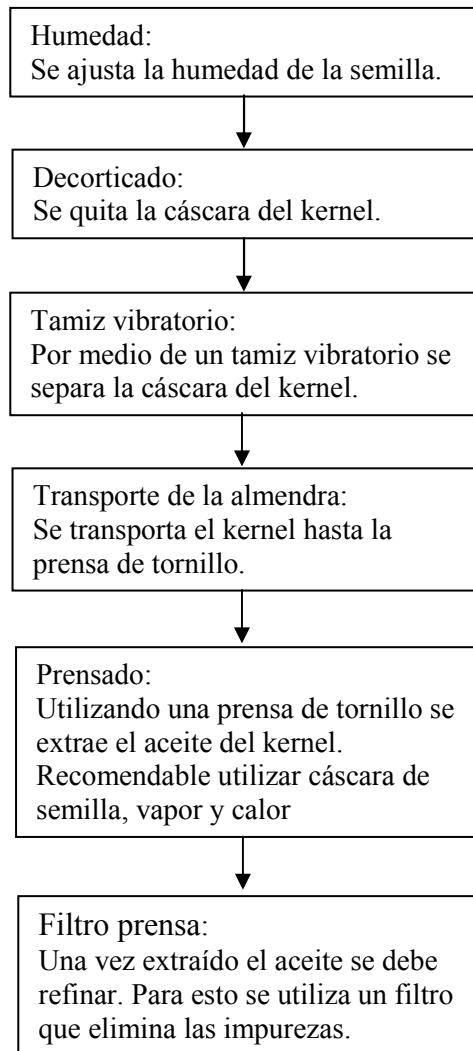 Humedad:
Se ajusta la humedad de la semilla.
Decorticado:
Se quita la cáscara del kernel.
Tamiz vibratorio:
Por medio de un tamiz vibratorio se
separa la cáscara del kernel.
Transporte de la almendra:
Se transporta el kernel hasta la
prensa de tornillo.
Prensado:
Utilizando una prensa de tornillo se
extrae el aceite del kernel.
Recomendable utilizar cáscara de
semilla, vapor y calor
Filtro prensa:
Una vez extraído el aceite se debe
refinar. Para esto se utiliza un filtro
que elimina las impurezas.